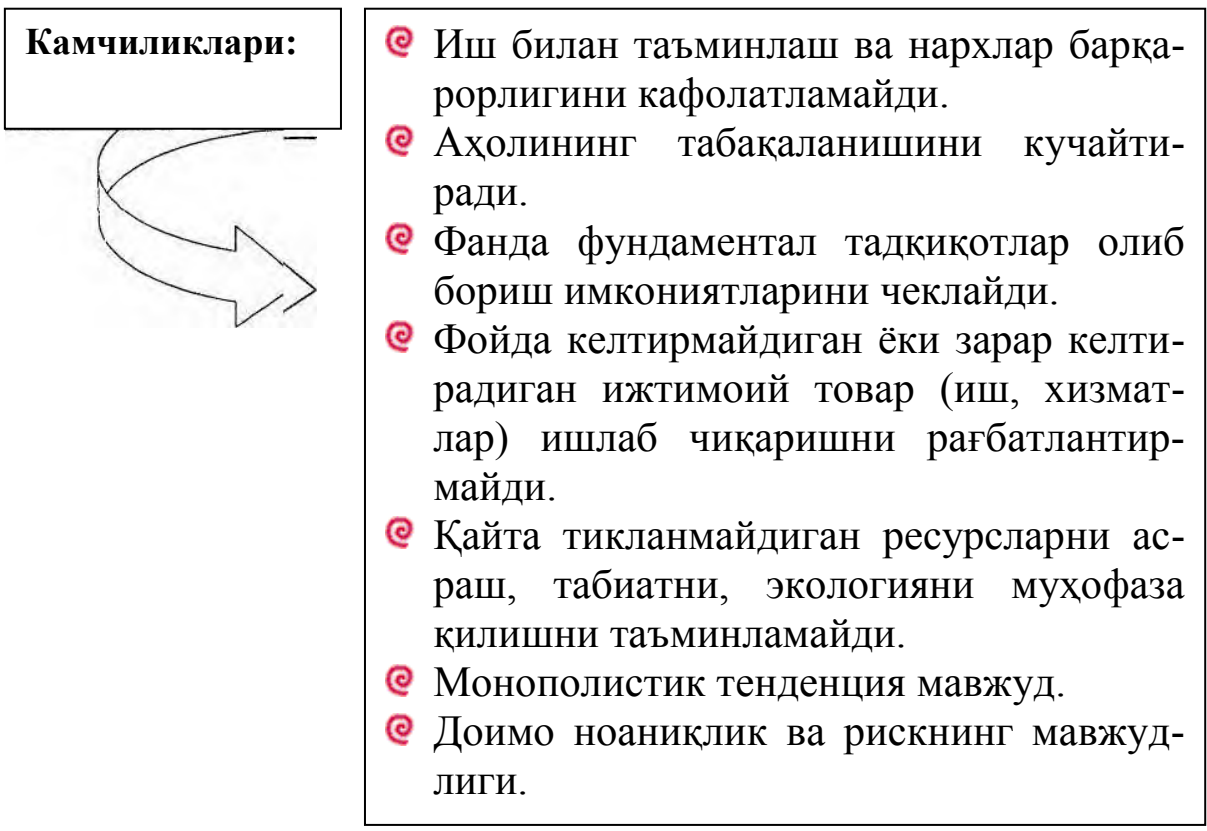 Камчиликлари:
Иш билан таъминлаш ва нархлар барқа-
рорлигини кафолатламайди.
Аҳолининг табақаланишини кучайти-
ради.
Фанда фундаментал тадқиқотлар олиб
бориш имкониятларини чеклайди.
Фойда келтирмайдиган ёки зарар келти-
радиган ижтимоий товар (иш, хизмат-
лар) ишлаб чиқаришни рағбатлантир-
майди.
Қайта тикланмайдиган ресурсларни ас-
раш, табиатни, экологияни муҳофаза
қилишни таъминламайди.
Монополистик тенденция мавжуд.
Доимо ноаниқлик ва рискнинг мавжуд-
лиги.